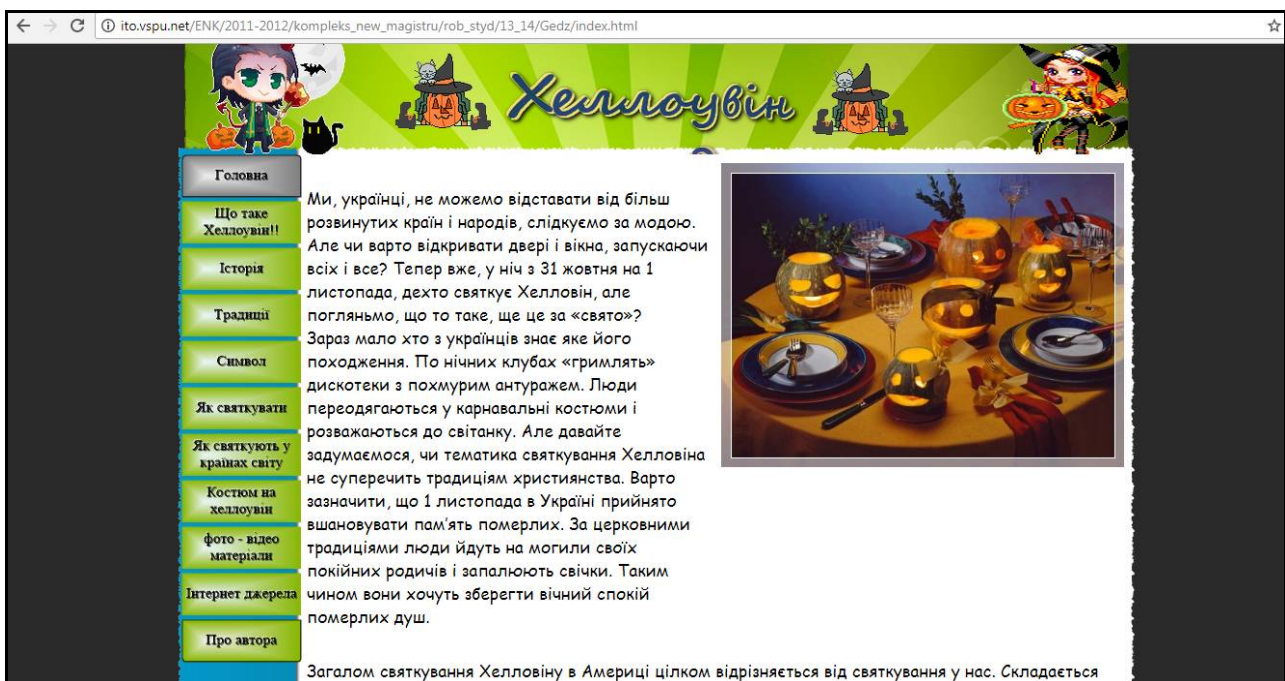 ito.vspu.net/ENK/2011-2012/kompleks_new_magistru/rob_styd/13_14/Gedz/index.html
Хеллоувін
Головна
Що таке
Хеллоувін!!
Історія
Традиції
Символ
Як святкувати
Як святкують у
країнах світу
Костюм на
хеллоувін
фото - відео
матеріали
Інтернет джерела
Про автора
Ми, українці, не можемо відставати від більш
розвинутих країн і народів, слідкуємо за модою.
Але чи варто відкривати двері і вікна, запускаючи
всіх і все? Тепер вже, у ніч з 31 жовтня на 1
листопада, дехто святкує Хелловін, але
погляньмо, що то таке, ще це за «свято»?
Зараз мало хто з українців знає яке його
походження. По нічних клубах «гримлять»
дискотеки з похмурим антуражем. Люди
переодягаються у карнавальні костюми і
розважаються до світанку. Але давайте
задумаємося, чи тематика святкування Хелловіна
не суперечить традиціям християнства. Варто
зазначити, що 1 листопада в Україні прийнято
вшановувати пам'ять померлих. За церковними
традиціями люди йдуть на могили своїх
покійних родичів і запалюють свічки. Таким
чином вони хочуть зберегти вічний спокій
померлих душ.
Загалом святкування Хелловіну в Америці цілком відрізняється від святкування у нас. Складається